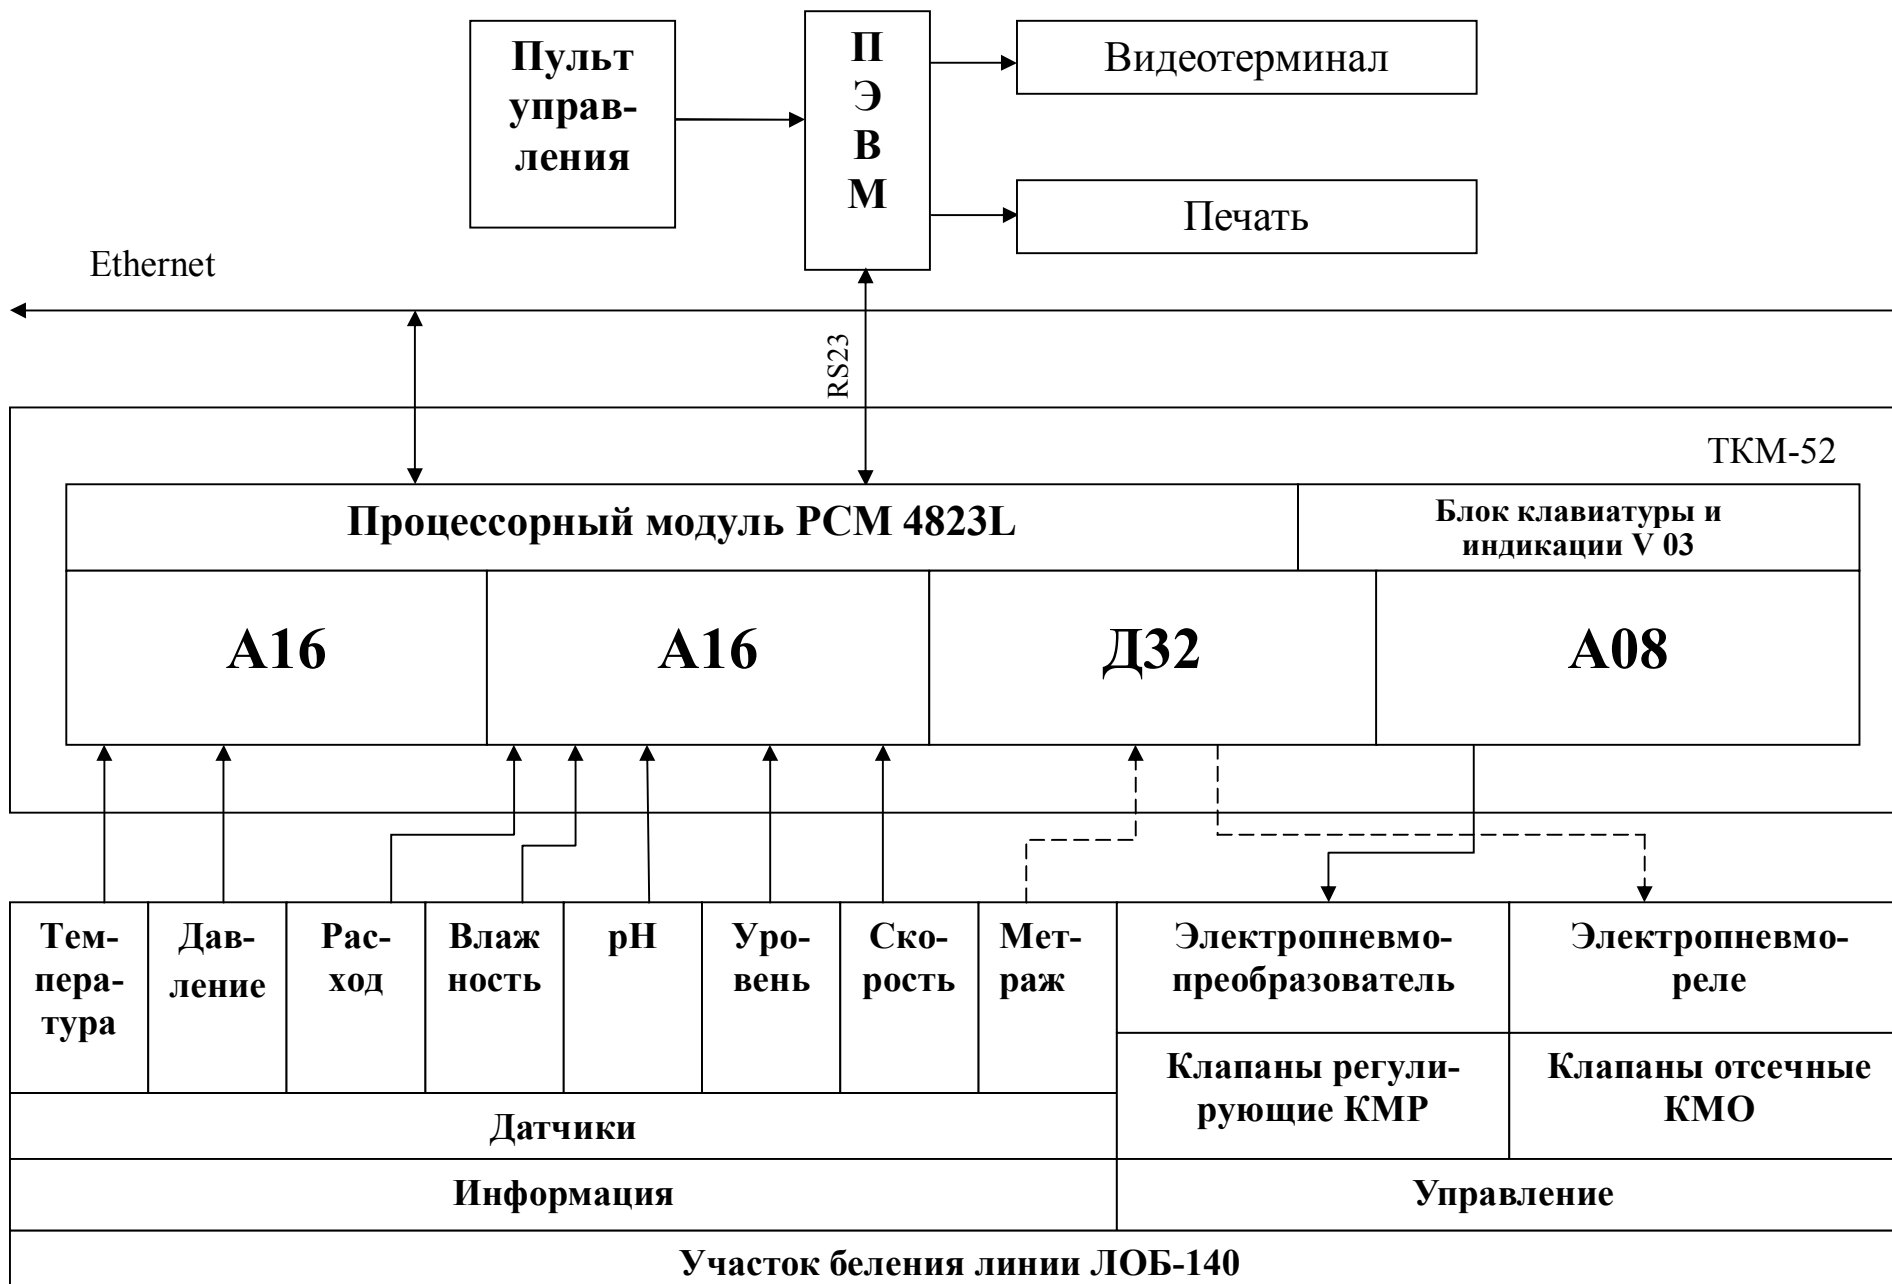 Пульт
управ-
ления
П
Э
В
М
Видеотерминал
Печать
Ethernet
RS23
ТКМ-52
Процессорный модуль PCM 4823L
Блок клавиатуры и
индикации V 03
А16
А16
Д32
А08
Тем-
пера-
тура
Дав-
ление
Рас-
ход
Влаж
ность
pH
Уро-
вень
Ско-
рость
Мет-
раж
Электропневмо-
преобразователь
Электропневмо-
реле
Клапаны регули-
рующие КМР
Клапаны отсечные
КМО
Датчики
Информация
Управление
Участок беления линии ЛОБ-140